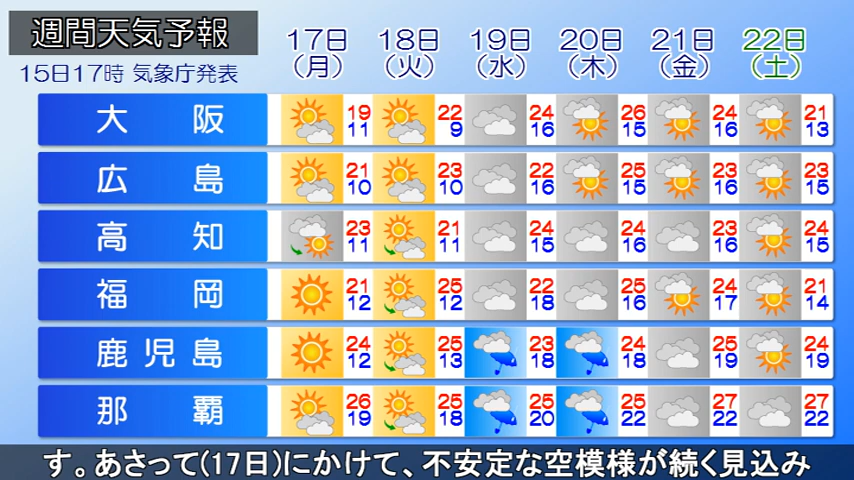 週間天気予報
15日17時 気象庁発表
17日 18日 19日 20日 21日 22日
(月) (火) (水) (木) (金) (土)
大阪 19 22 24 26 24 21
11 9 16 15 16 13
広島 21 23 22 25 23 23
10 10 16 15 16 15
高知 23 21 24 24 23 24
11 11 15 16 16 15
福岡 21 25 22 25 24 21
12 12 18 16 17 14
鹿児島 24 25 23 24 25 24
12 13 18 18 19 19
那覇 26 25 25 25 27 27
19 18 20 22 22 22
す。あさって(17日)にかけて、不安定な空模様が続く見込み